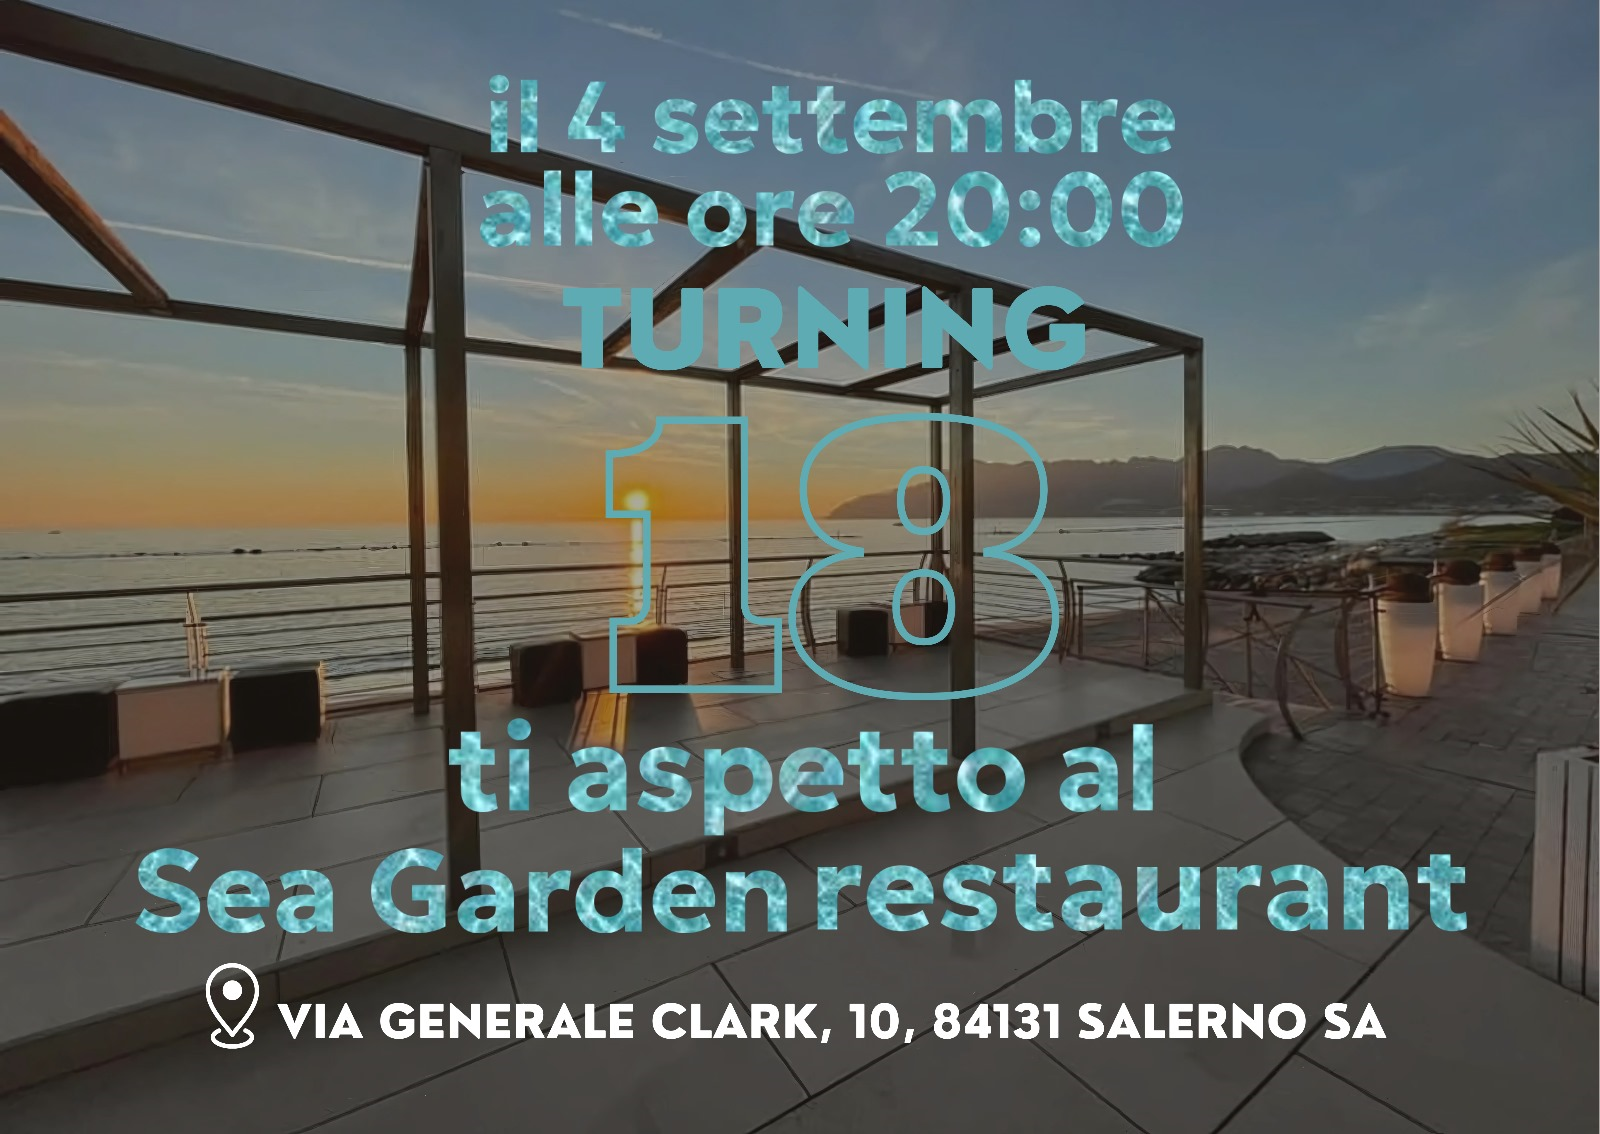 il 4 settembre
alle ore 20:00
TURNING
18
ti aspetto al
Sea Garden restaurant
VIA GENERALE CLARK, 10, 84131 SALERNO SA